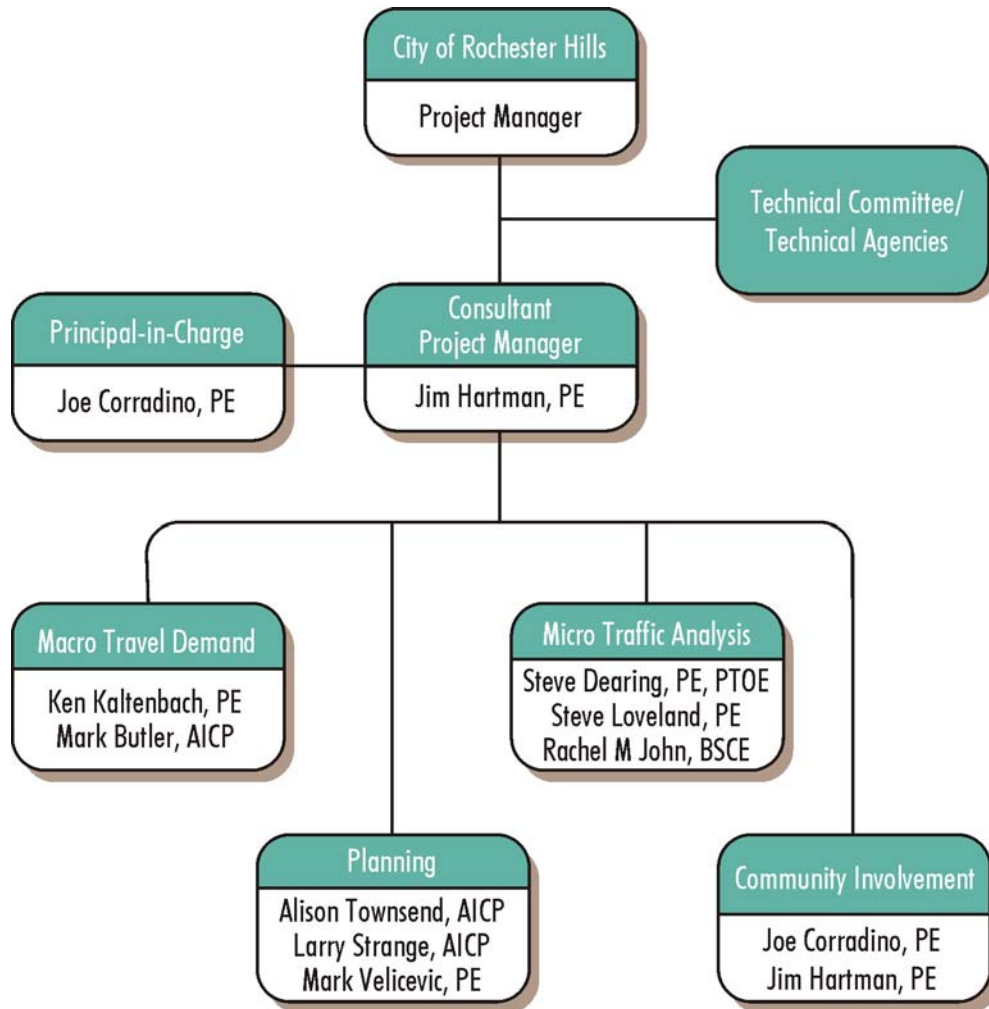 City of Rochester Hills
Project Manager
Technical Committee/
Technical Agencies
Principal-in-Charge
Joe Corradino, PE
Consultant
Project Manager
Jim Hartman, PE
Macro Travel Demand
Ken Kaltenbach, PE
Mark Butler, AICP
Micro Traffic Analysis
Steve Dearing, PE, PTOE
Steve Loveland, PE
Rachel M John, BSCE
Planning
Alison Townsend, AICP
Larry Strange, AICP
Mark Velicevic, PE
Community Involvement
Joe Corradino, PE
Jim Hartman, PE